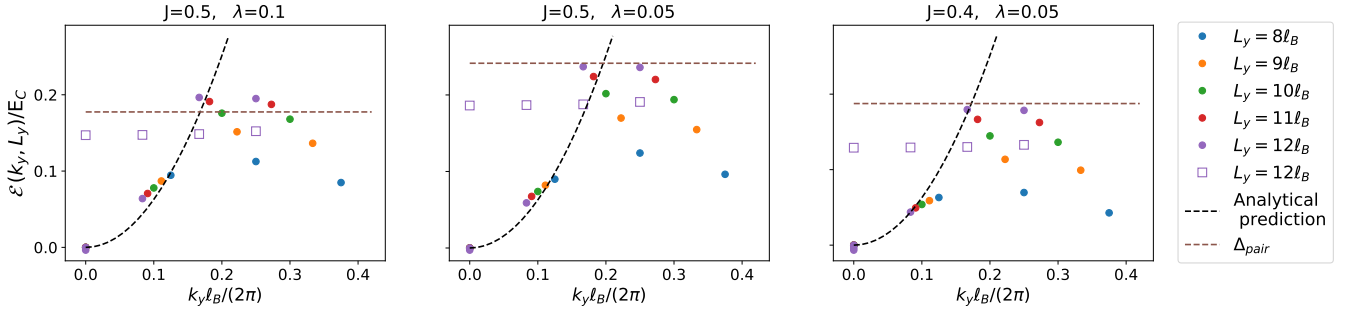 J=0.5, λ=0.1
J=0.5, λ=0.05
J=0.4, λ=0.05
ℰ(k_y, L_y)/E_C
0.2
0.1
0.0
0.0 0.1 0.2 0.3 0.4
0.0 0.1 0.2 0.3 0.4
0.0 0.1 0.2 0.3 0.4
k_yℓ_B/(2π)
k_yℓ_B/(2π)
k_yℓ_B/(2π)
L_y = 8ℓ_B
L_y = 9ℓ_B
L_y = 10ℓ_B
L_y = 11ℓ_B
L_y = 12ℓ_B
L_y = 12ℓ_B
Analytical
prediction
Δ_pair